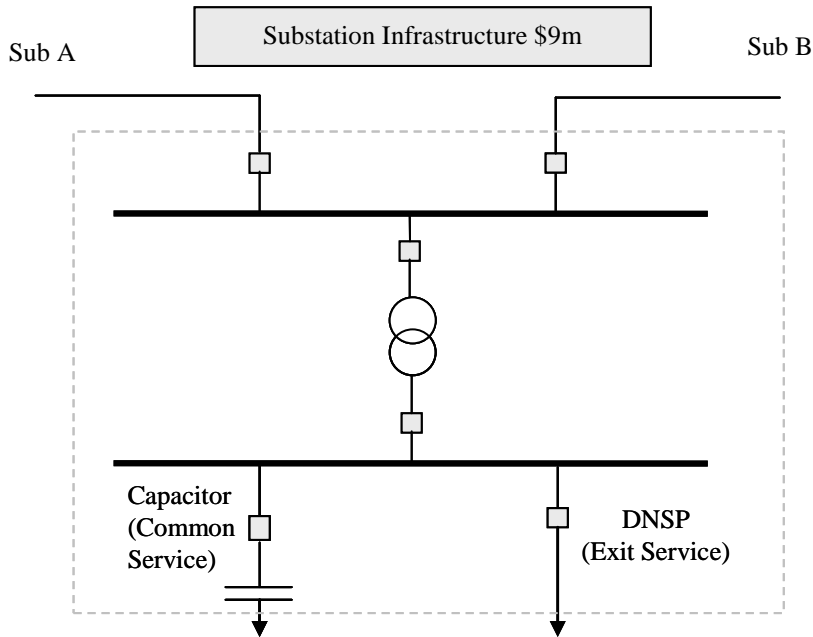 Substation Infrastructure $9m
Sub A
Sub B
Capacitor
(Common
Service)
DNSP
(Exit Service)